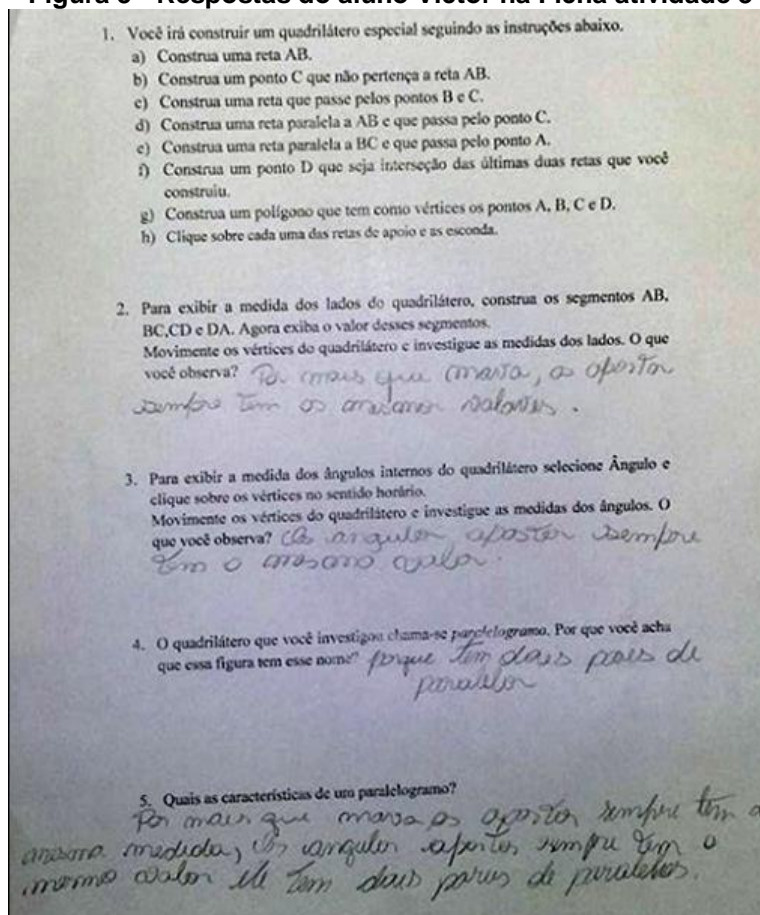 Figura 3 - Respostas do aluno Victor na Ficha atividade 3
1. Você irá construir um quadrilátero especial seguindo as instruções abaixo.
a) Construa uma reta AB.
b) Construa um ponto C que não pertença a reta AB.
c) Construa uma reta que passe pelos pontos B e C.
d) Construa uma reta paralela a AB e que passa pelo ponto C.
e) Construa uma reta paralela a BC e que passa pelo ponto A.
f) Construa um ponto D que seja interseção das últimas duas retas que você
construiu.
g) Construa um polígono que tem como vértices os pontos A, B, C e D.
h) Clique sobre cada uma das retas de apoio e as esconda.
2. Para exibir a medida dos lados do quadrilátero, construa os segmentos AB,
BC,CD e DA. Agora exiba o valor desses segmentos.
Movimente os vértices do quadrilátero e investigue as medidas dos lados. O que
você observa? Por mais que mava, os opostos
sempre tem os mesmos valores.
3. Para exibir a medida dos ângulos internos do quadrilátero selecione Ângulo e
clique sobre os vértices no sentido horário.
Movimente os vértices do quadrilátero e investigue as medidas dos ângulos. O
que você observa? Os angulos opostos sempre
tem o mesmo valor.
4. O quadrilátero que você investigou chama-se paralelogramo. Por que você acha
que essa figura tem esse nome? porque tem dois pares de
paralelos
5. Quais as características de um paralelogramo?
Por mais que mova os opostos sempre tem a
mesma medida, Os angulos opostos sempre tem o
mesmo valor ele tem dois pares de paralelos.